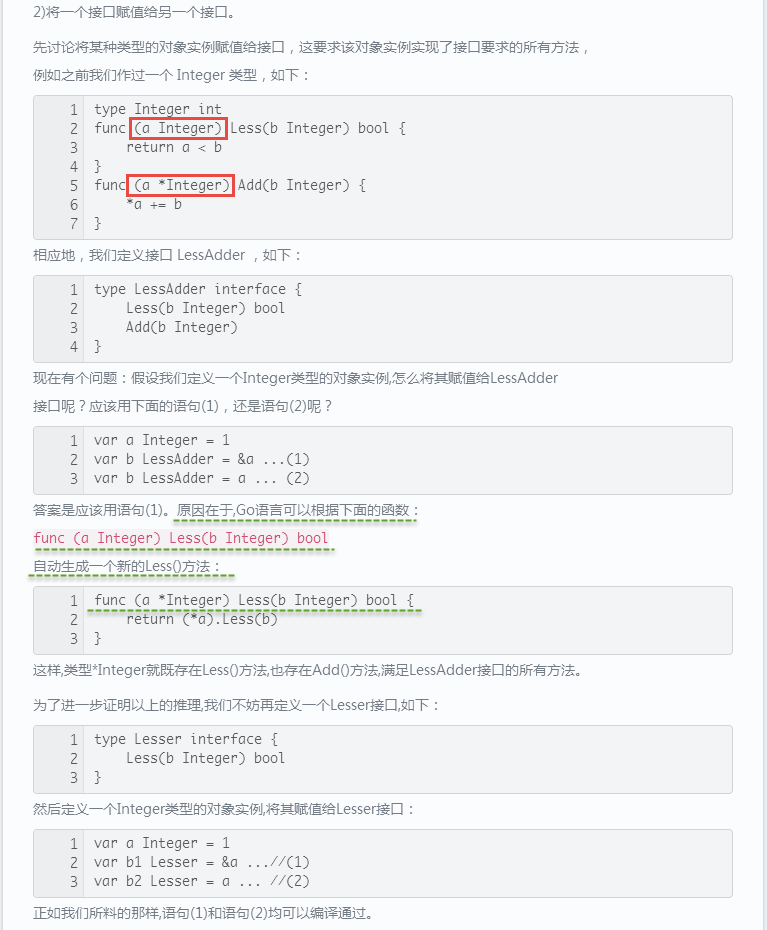 2)将一个接口赋值给另一个接口。
先讨论将某种类型的对象实例赋值给接口，这要求该对象实例实现了接口要求的所有方法，
例如之前我们作过一个 Integer 类型，如下：
1 type Integer int
2 func (a Integer) Less(b Integer) bool {
3     return a < b
4 }
5 func (a *Integer) Add(b Integer) {
6     *a += b
7 }
相应地，我们定义接口 LessAdder ，如下：
1 type LessAdder interface {
2     Less(b Integer) bool
3     Add(b Integer)
4 }
现在有个问题：假设我们定义一个Integer类型的对象实例,怎么将其赋值给LessAdder
接口呢？应该用下面的语句(1)，还是语句(2)呢？
1 var a Integer = 1
2 var b LessAdder = &a ...(1)
3 var b LessAdder = a ... (2)
答案是应该用语句(1)。原因在于,Go语言可以根据下面的函数：
func (a Integer) Less(b Integer) bool
自动生成一个新的Less()方法：
1 func (a *Integer) Less(b Integer) bool {
2     return (*a).Less(b)
3 }
这样,类型*Integer就既存在Less()方法,也存在Add()方法,满足LessAdder接口的所有方法。
为了进一步证明以上的推理,我们不妨再定义一个Lesser接口,如下：
1 type Lesser interface {
2     Less(b Integer) bool
3 }
然后定义一个Integer类型的对象实例,将其赋值给Lesser接口：
1 var a Integer = 1
2 var b1 Lesser = &a ...//(1)
3 var b2 Lesser = a ... //(2)
正如我们所料的那样,语句(1)和语句(2)均可以编译通过。